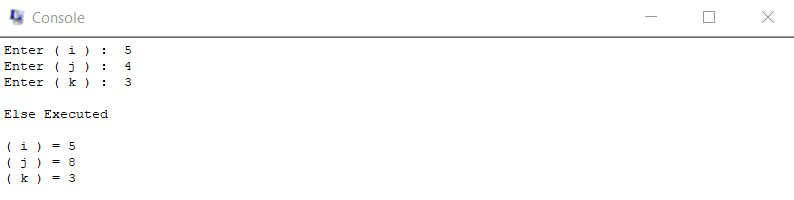 Console
Enter ( i ) :  5
Enter ( j ) :  4
Enter ( k ) :  3
Else Executed
( i ) = 5
( j ) = 8
( k ) = 3